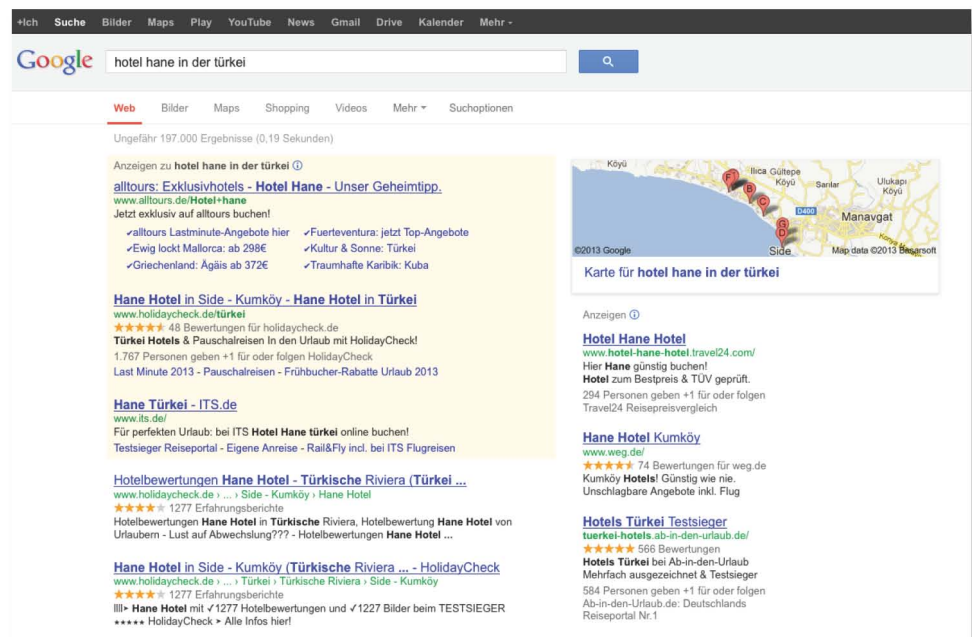 +Ich Suche Bilder Maps Play YouTube News Gmail Drive Kalender Mehr
Google
hotel hane in der türkei
Web Bilder Maps Shopping Videos Mehr Suchoptionen
Ungefähr 197.000 Ergebnisse (0,19 Sekunden)
Anzeigen zu hotel hane in der türkei
alltours: Exklusivhotels - Hotel Hane - Unser Geheimtipp.
www.alltours.de/Hotel+hane
Jetzt exklusiv auf alltours buchen!
✓alltours Lastminute-Angebote hier ✓Fuerteventura: jetzt Top-Angebote
✓Ewig lockt Mallorca: ab 298€ ✓Kultur & Sonne: Türkei
✓Griechenland: Ägäis ab 372€ ✓Traumhafte Karibik: Kuba
Hane Hotel in Side - Kumköy - Hane Hotel in Türkei
www.holidaycheck.de/türkei
★★★★★ 48 Bewertungen für holidaycheck.de
Türkei Hotels & Pauschalreisen In den Urlaub mit HolidayCheck!
1.767 Personen geben +1 für oder folgen HolidayCheck
Last Minute 2013 - Pauschalreisen - Frühbucher-Rabatte Urlaub 2013
Hane Türkei - ITS.de
www.its.de/
Für perfekten Urlaub: bei ITS Hotel Hane türkei online buchen!
Testsieger Reiseportal - Eigene Anreise - Rail&Fly incl. bei ITS Flugreisen
Hotelbewertungen Hane Hotel - Türkische Riviera (Türkei ...
www.holidaycheck.de › ... › Side - Kumköy › Hane Hotel
★★★★★ 1277 Erfahrungsberichte
Hotelbewertungen Hane Hotel in Türkische Riviera, Hotelbewertung Hane Hotel von
Urlaubern - Lust auf Abwechslung??? - Hotelbewertungen Hane Hotel ...
Hane Hotel in Side - Kumköy (Türkische Riviera ... - HolidayCheck
www.holidaycheck.de › ... › Türkei › Türkische Riviera › Side - Kumköy
★★★★★ 1277 Erfahrungsberichte
llll➤ Hane Hotel mit ✓1277 Hotelbewertungen und ✓1227 Bilder beim TESTSIEGER
★★★★★ HolidayCheck ➤ Alle Infos hier!
Köyü
Ilica Gültepe
Köyü Sarılar Ulukapı
Köyü
F B C G D
D400
Manavgat
Side
©2013 Google Map data ©2013 Basarsoft
Karte für hotel hane in der türkei
Anzeigen
Hotel Hane Hotel
www.hotel-hane-hotel.travel24.com/
Hier Hane günstig buchen!
Hotel zum Bestpreis & TÜV geprüft.
294 Personen geben +1 für oder folgen
Travel24 Reisepreisvergleich
Hane Hotel Kumköy
www.weg.de/
★★★★★ 74 Bewertungen für weg.de
Kumköy Hotels! Günstig wie nie.
Unschlagbare Angebote inkl. Flug
Hotels Türkei Testsieger
tuerkei-hotels.ab-in-den-urlaub.de/
★★★★★ 566 Bewertungen
Hotels Türkei bei Ab-in-den-Urlaub
Mehrfach ausgezeichnet & Testsieger
584 Personen geben +1 für oder folgen
Ab-in-den-Urlaub.de: Deutschlands
Reiseportal Nr.1